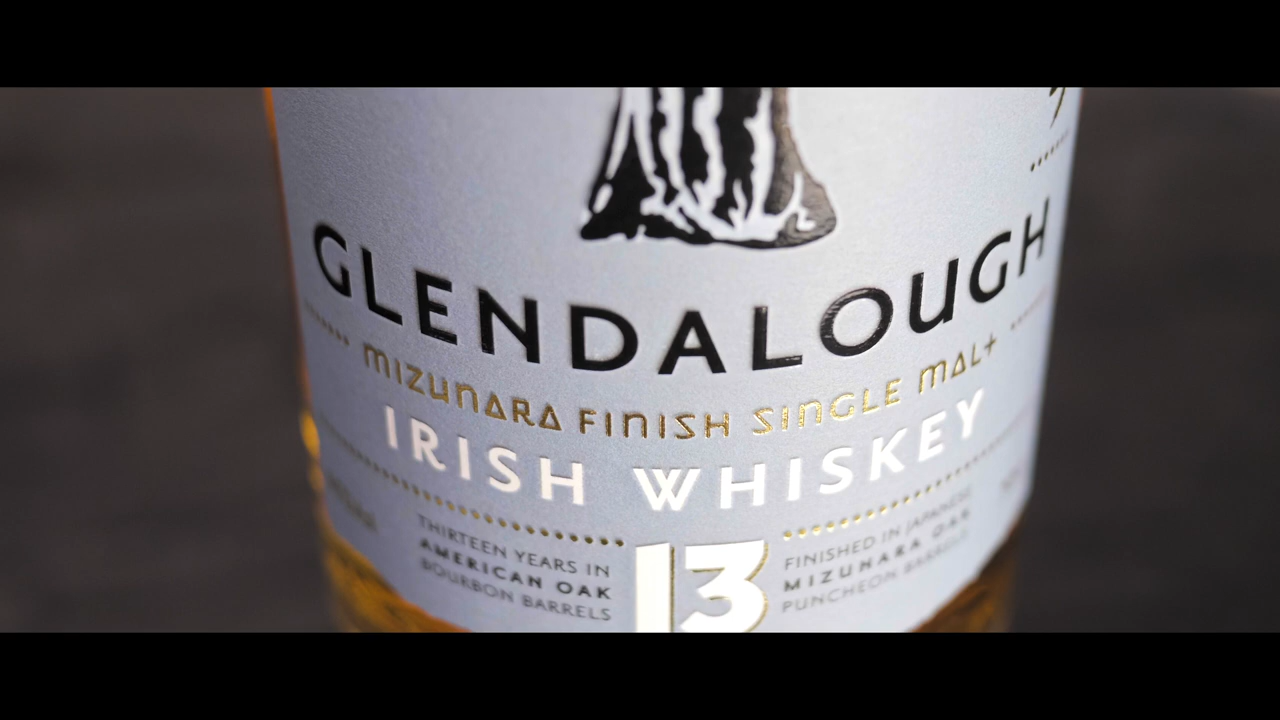 GLENDALOUGH
MIZUNARA FINISH SINGLE MALT
IRISH WHISKEY
THIRTEEN YEARS IN
AMERICAN OAK
BOURBON BARRELS
13
FINISHED IN JAPANESE
MIZUNARA OAK
PUNCHEON BARRELS